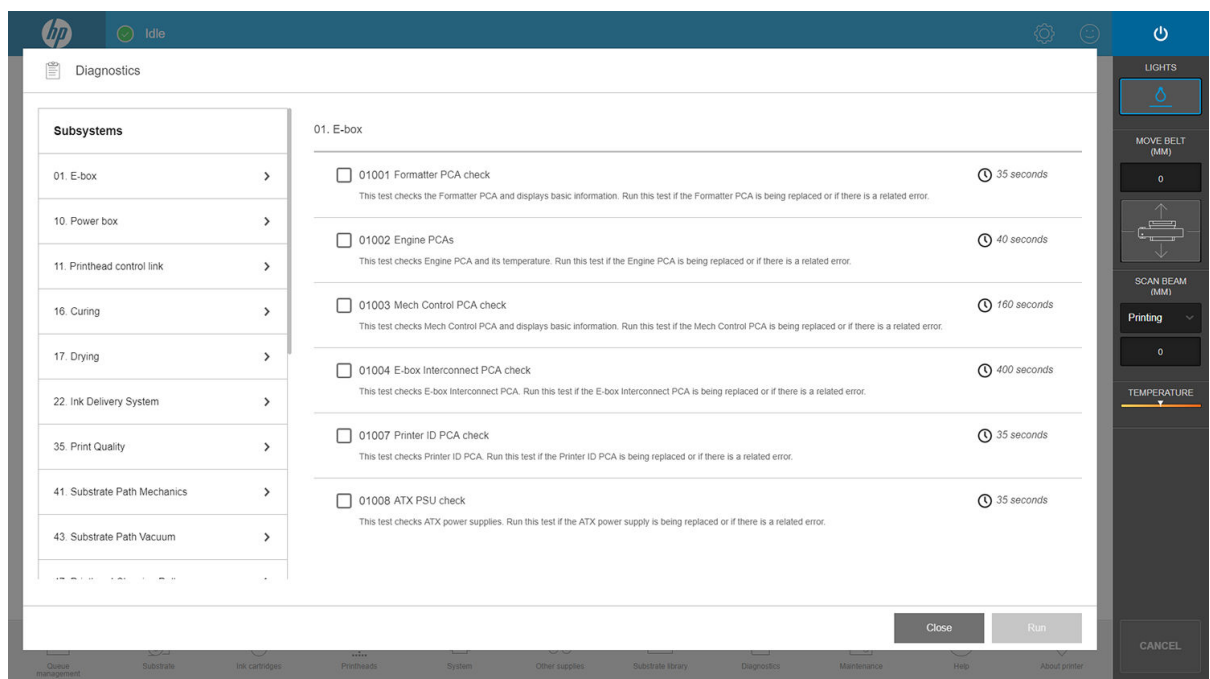 hp
Idle
LIGHTS
MOVE BELT
(MM)
0
SCAN BEAM
(MM)
Printing
0
TEMPERATURE
CANCEL
Diagnostics
Subsystems
01. E-box
10. Power box
11. Printhead control link
16. Curing
17. Drying
22. Ink Delivery System
35. Print Quality
41. Substrate Path Mechanics
43. Substrate Path Vacuum
01. E-box
01001 Formatter PCA check
35 seconds
This test checks the Formatter PCA and displays basic information. Run this test if the Formatter PCA is being replaced or if there is a related error.
01002 Engine PCAs
40 seconds
This test checks Engine PCA and its temperature. Run this test if the Engine PCA is being replaced or if there is a related error.
01003 Mech Control PCA check
160 seconds
This test checks Mech Control PCA and displays basic information. Run this test if the Mech Control PCA is being replaced or if there is a related error.
01004 E-box Interconnect PCA check
400 seconds
This test checks E-box Interconnect PCA. Run this test if the E-box Interconnect PCA is being replaced or if there is a related error.
01007 Printer ID PCA check
35 seconds
This test checks Printer ID PCA. Run this test if the Printer ID PCA is being replaced or if there is a related error.
01008 ATX PSU check
35 seconds
This test checks ATX power supplies. Run this test if the ATX power supply is being replaced or if there is a related error.
Close
Run
Queue
management
Substrate
Ink cartridges
Printheads
System
Other supplies
Substrate library
Diagnostics
Maintenance
Help
About printer